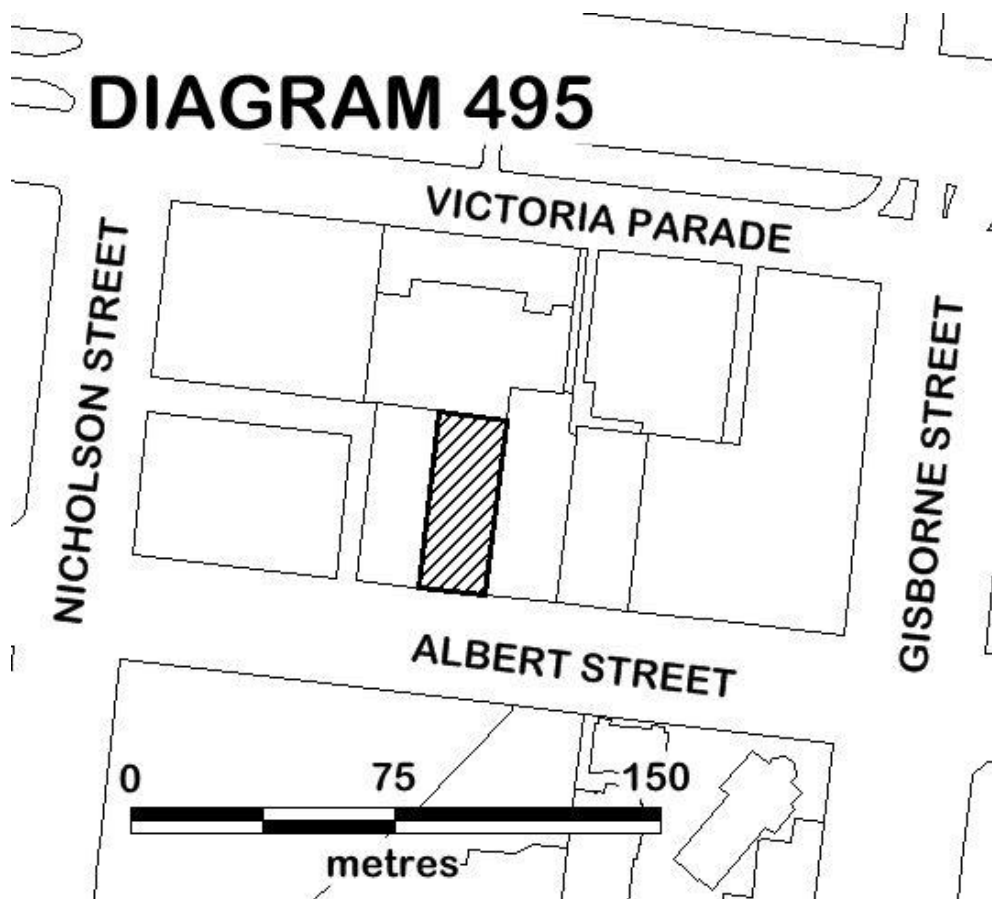 DIAGRAM 495
VICTORIA PARADE
NICHOLSON STREET
GISBORNE STREET
ALBERT STREET
0 75 150
metres